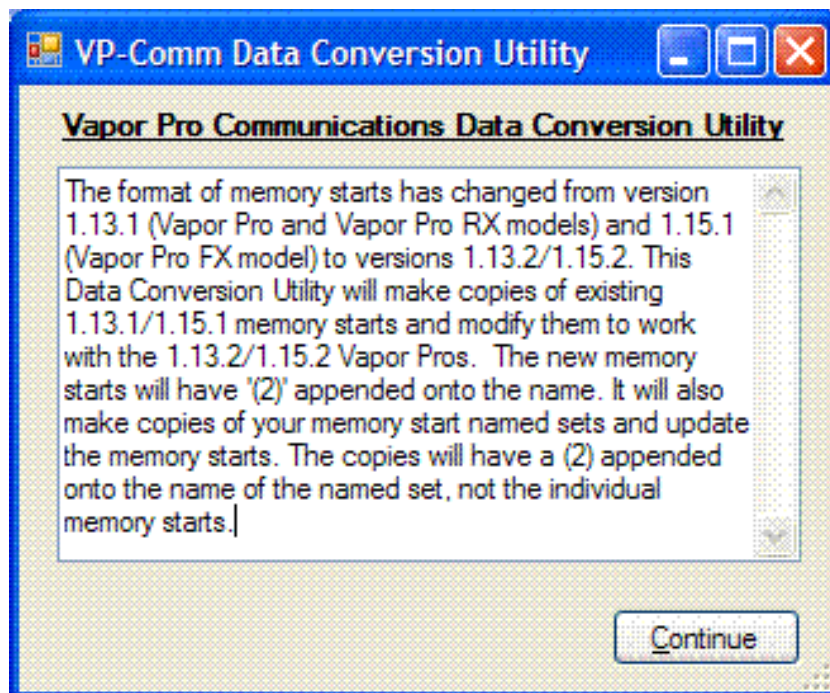 VP-Comm Data Conversion Utility
Vapor Pro Communications Data Conversion Utility
The format of memory starts has changed from version
1.13.1 (Vapor Pro and Vapor Pro RX models) and 1.15.1
(Vapor Pro FX model) to versions 1.13.2/1.15.2. This
Data Conversion Utility will make copies of existing
1.13.1/1.15.1 memory starts and modify them to work
with the 1.13.2/1.15.2 Vapor Pros.  The new memory
starts will have '(2)' appended onto the name. It will also
make copies of your memory start named sets and update
the memory starts. The copies will have a (2) appended
onto the name of the named set, not the individual
memory starts.
Continue